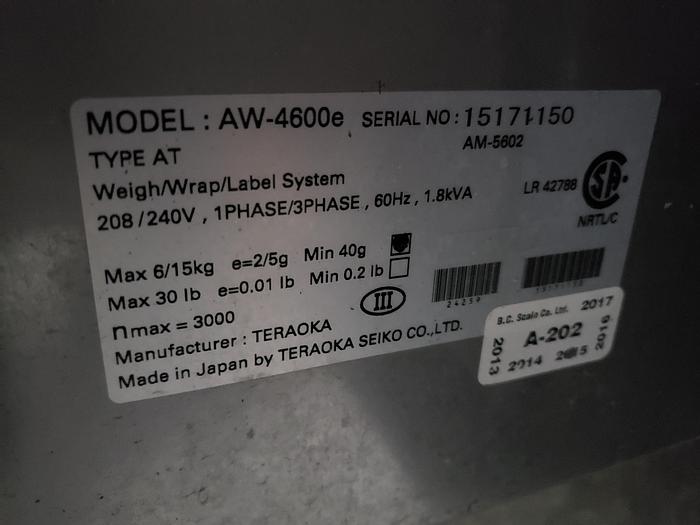 MODEL : AW-4600e SERIAL NO : 15171150
AM-5602
TYPE AT
Weigh/Wrap/Label System
208/240V , 1PHASE/3PHASE , 60Hz , 1.8kVA
LR 42788
NRTL/C
Max 6/15kg e=2/5g Min 40g
Max 30 lb e=0.01 lb Min 0.2 lb
n max = 3000
III
Manufacturer : TERAOKA
Made in Japan by TERAOKA SEIKO CO.,LTD.
24259
B.C. Scale Co. Ltd. 2017
A-202
2013 2014 2015 2016